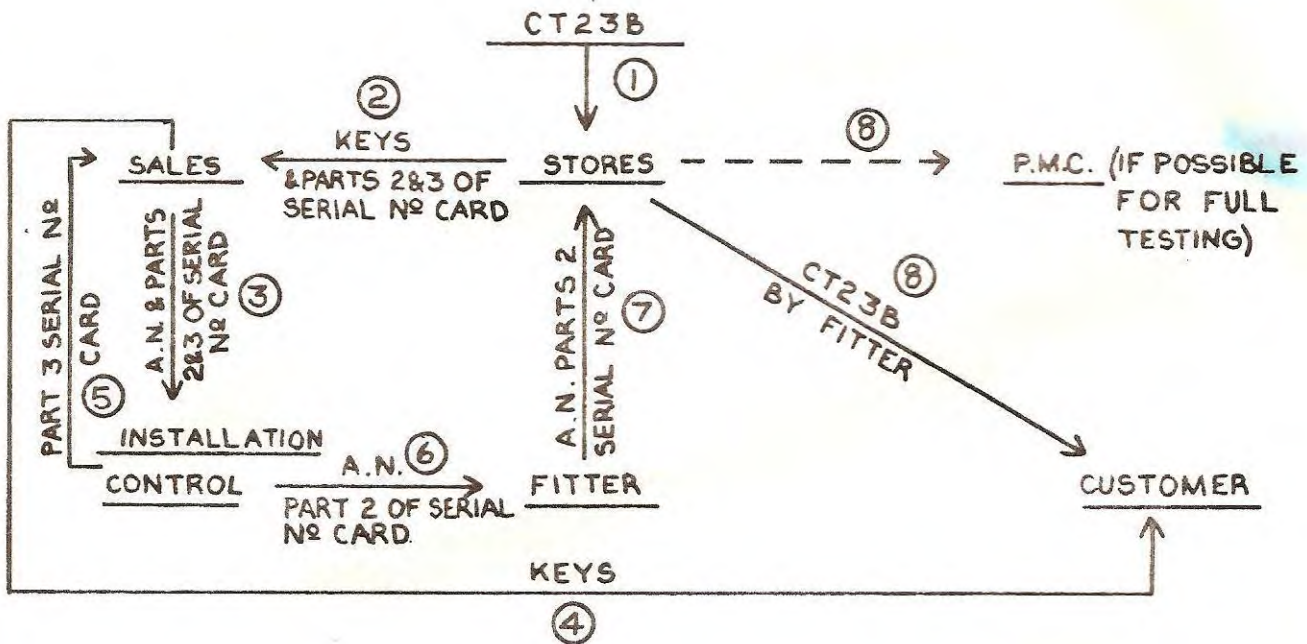 CT23B
①
②
KEYS
⑧
SALES
STORES
P.M.C. (IF POSSIBLE
FOR FULL
TESTING)
&PARTS 2&3 OF
SERIAL Nº CARD
PART 3 SERIAL Nº
CARD
⑤
A.N. & PARTS
2&3 OF SERIAL
Nº CARD
③
A.N. PARTS 2
SERIAL Nº CARD
⑦
CT23B
BY FITTER
⑧
INSTALLATION
CONTROL
A.N. ⑥
PART 2 OF SERIAL
Nº CARD.
FITTER
CUSTOMER
KEYS
④